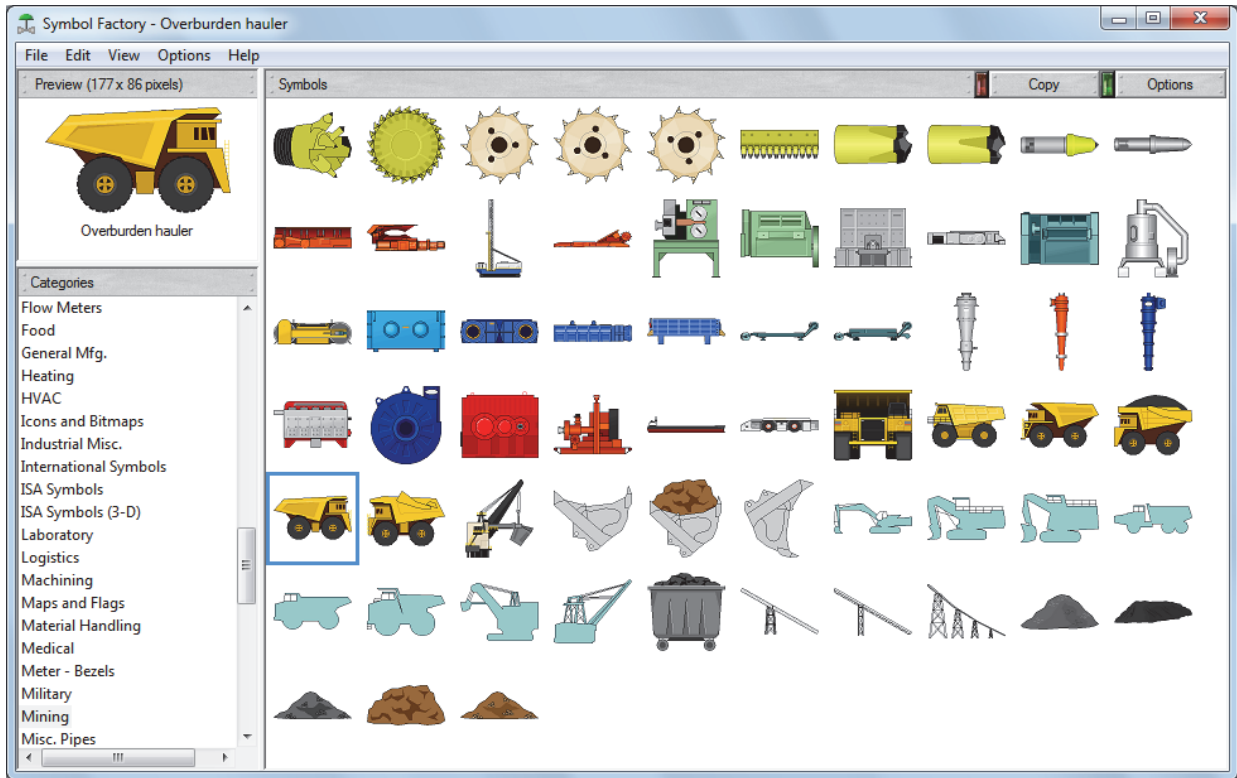 Symbol Factory - Overburden hauler
File Edit View Options Help
Preview (177 x 86 pixels)
Overburden hauler
Symbols
Copy
Options
Categories
Flow Meters
Food
General Mfg.
Heating
HVAC
Icons and Bitmaps
Industrial Misc.
International Symbols
ISA Symbols
ISA Symbols (3-D)
Laboratory
Logistics
Machining
Maps and Flags
Material Handling
Medical
Meter - Bezels
Military
Mining
Misc. Pipes